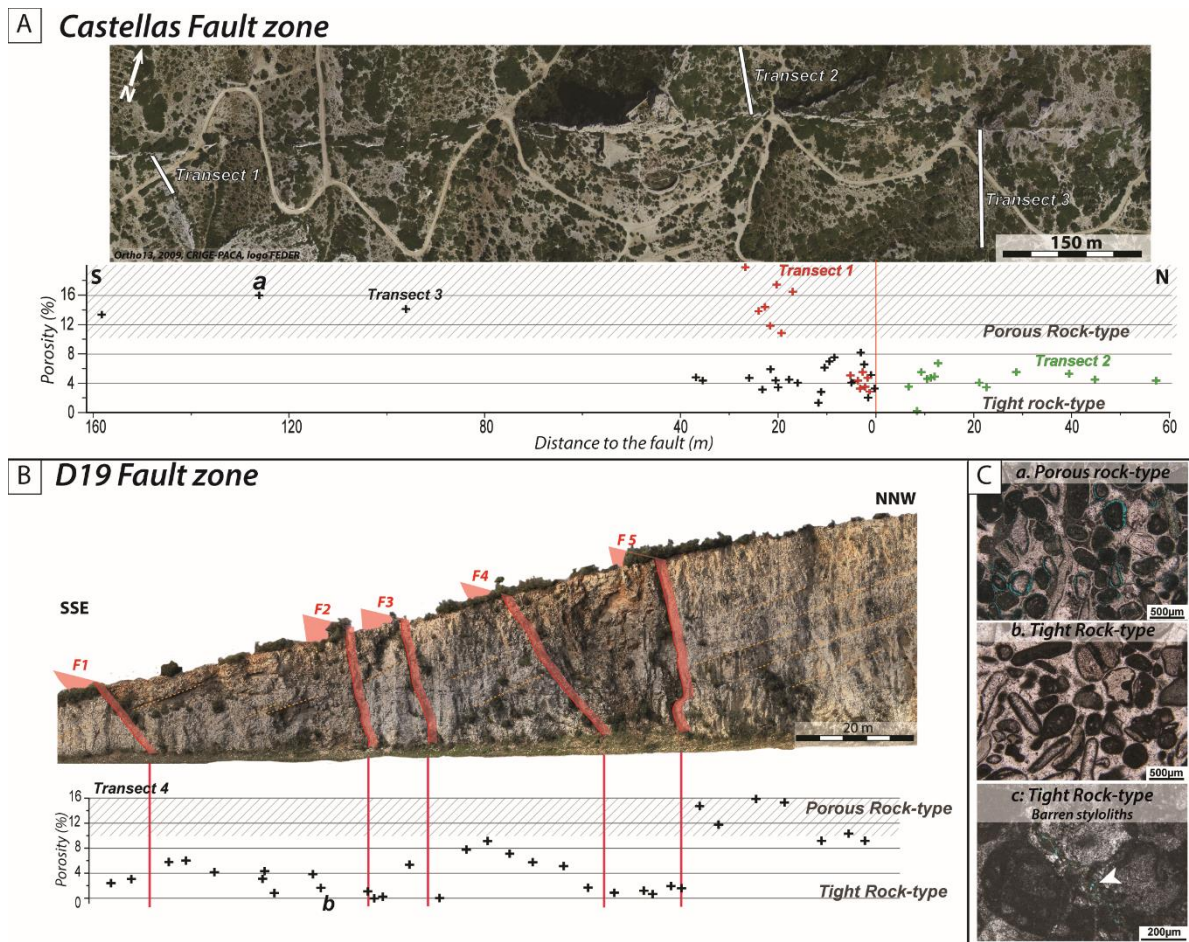 A Castellas Fault zone
N
Transect 1
Transect 2
Transect 3
150 m
Ortho13, 2009, CRIGE-PACA, logo FEDER
S
N
Porosity (%)
16
12
8
4
0
a
Transect 3
Transect 1
Porous Rock-type
Transect 2
Tight rock-type
160
120
80
40
20
0
20
40
60
Distance to the fault (m)
B D19 Fault zone
SSE
NNW
F1
F2
F3
F4
F5
20 m
Transect 4
Porosity (%)
16
12
8
4
0
Porous Rock-type
Tight Rock-type
b
C
a. Porous rock-type
500µm
b. Tight Rock-type
500µm
c: Tight Rock-type
Barren styloliths
200µm